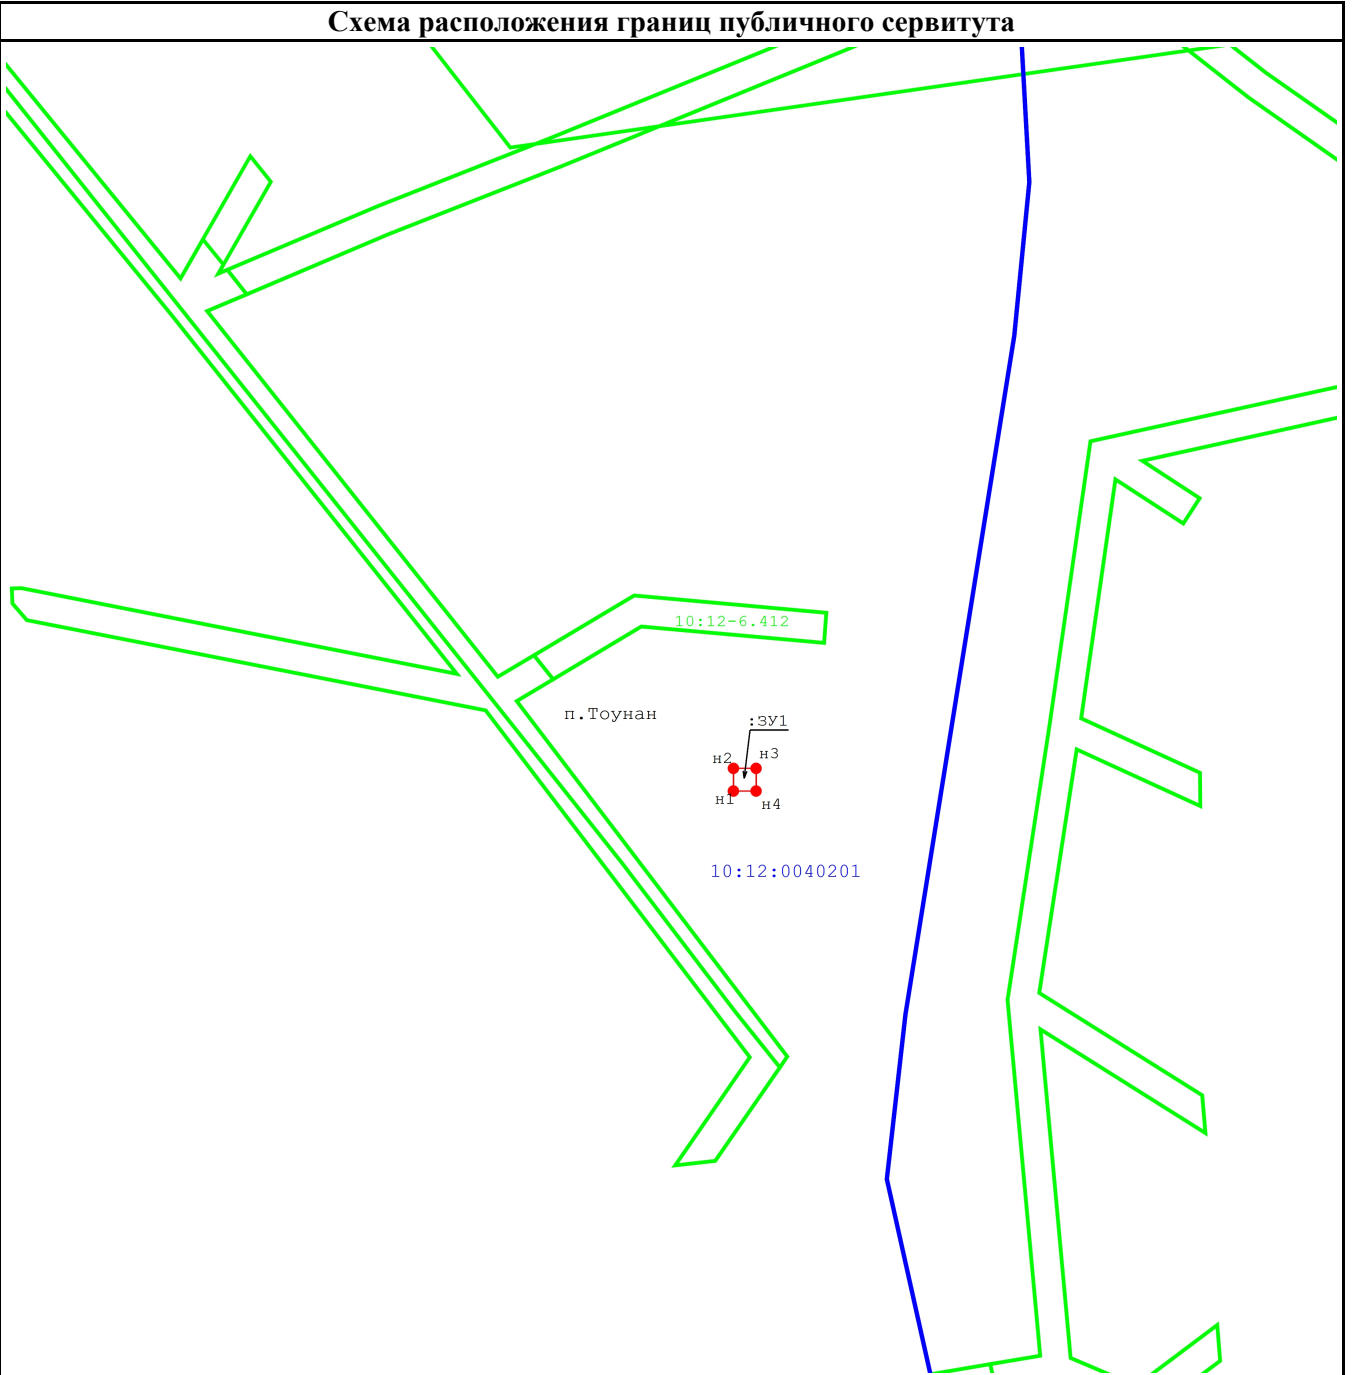 Схема расположения границ публичного сервитута
10:12-6.412
п.Тоунан
:ЗУ1
н2
н3
н1
н4
10:12:0040201